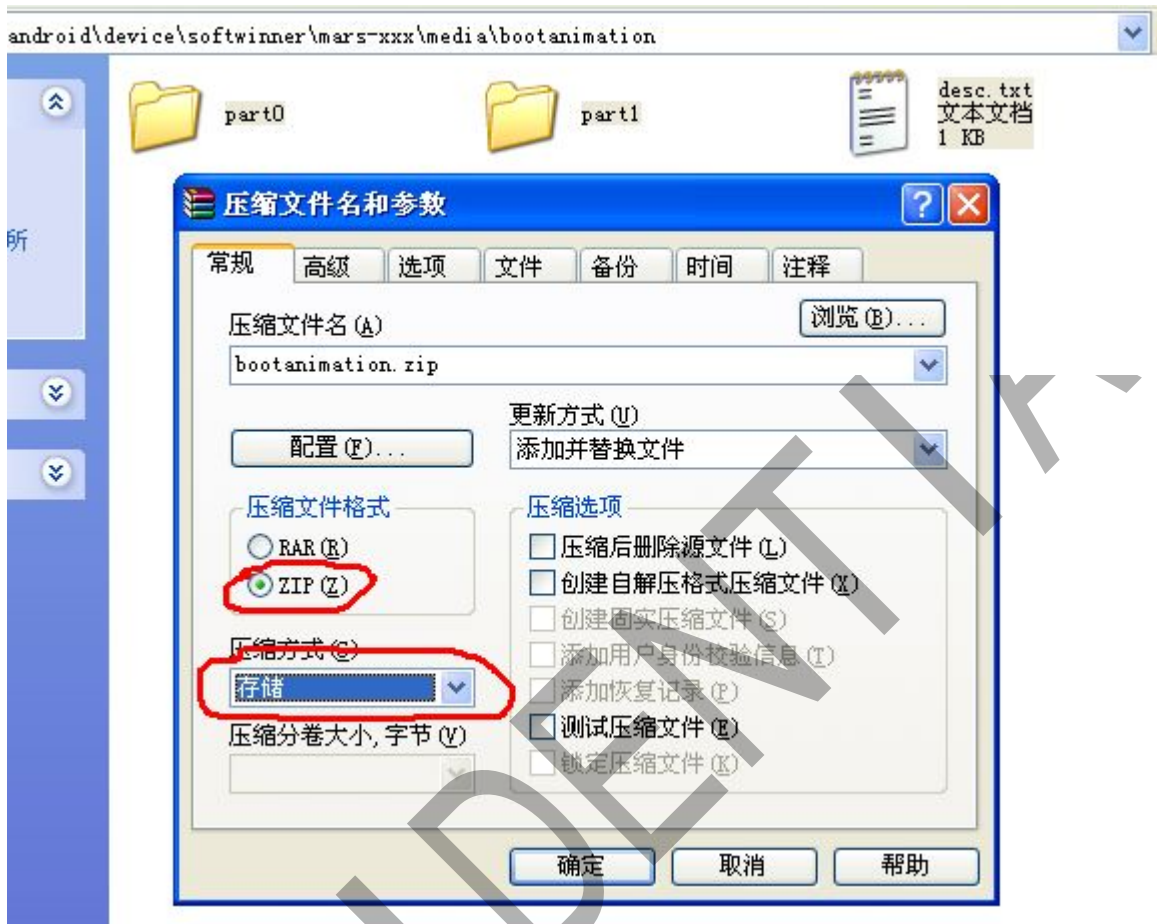 android\device\softwinner\mars-xxx\media\bootanimation
part0
part1
desc.txt
文本文档
1 KB
所
压缩文件名和参数
常规 高级 选项 文件 备份 时间 注释
压缩文件名(A)
浏览(B)...
bootanimation.zip
更新方式(U)
配置(F)...
添加并替换文件
压缩文件格式
压缩选项
RAR(R)
压缩后删除源文件(L)
ZIP(Z)
创建自解压格式压缩文件(X)
创建固实压缩文件(S)
压缩方式(C)
添加用户身份校验信息(I)
存储
添加恢复记录(P)
压缩分卷大小,字节(V)
测试压缩文件(E)
锁定压缩文件(K)
确定 取消 帮助
IDENTIA